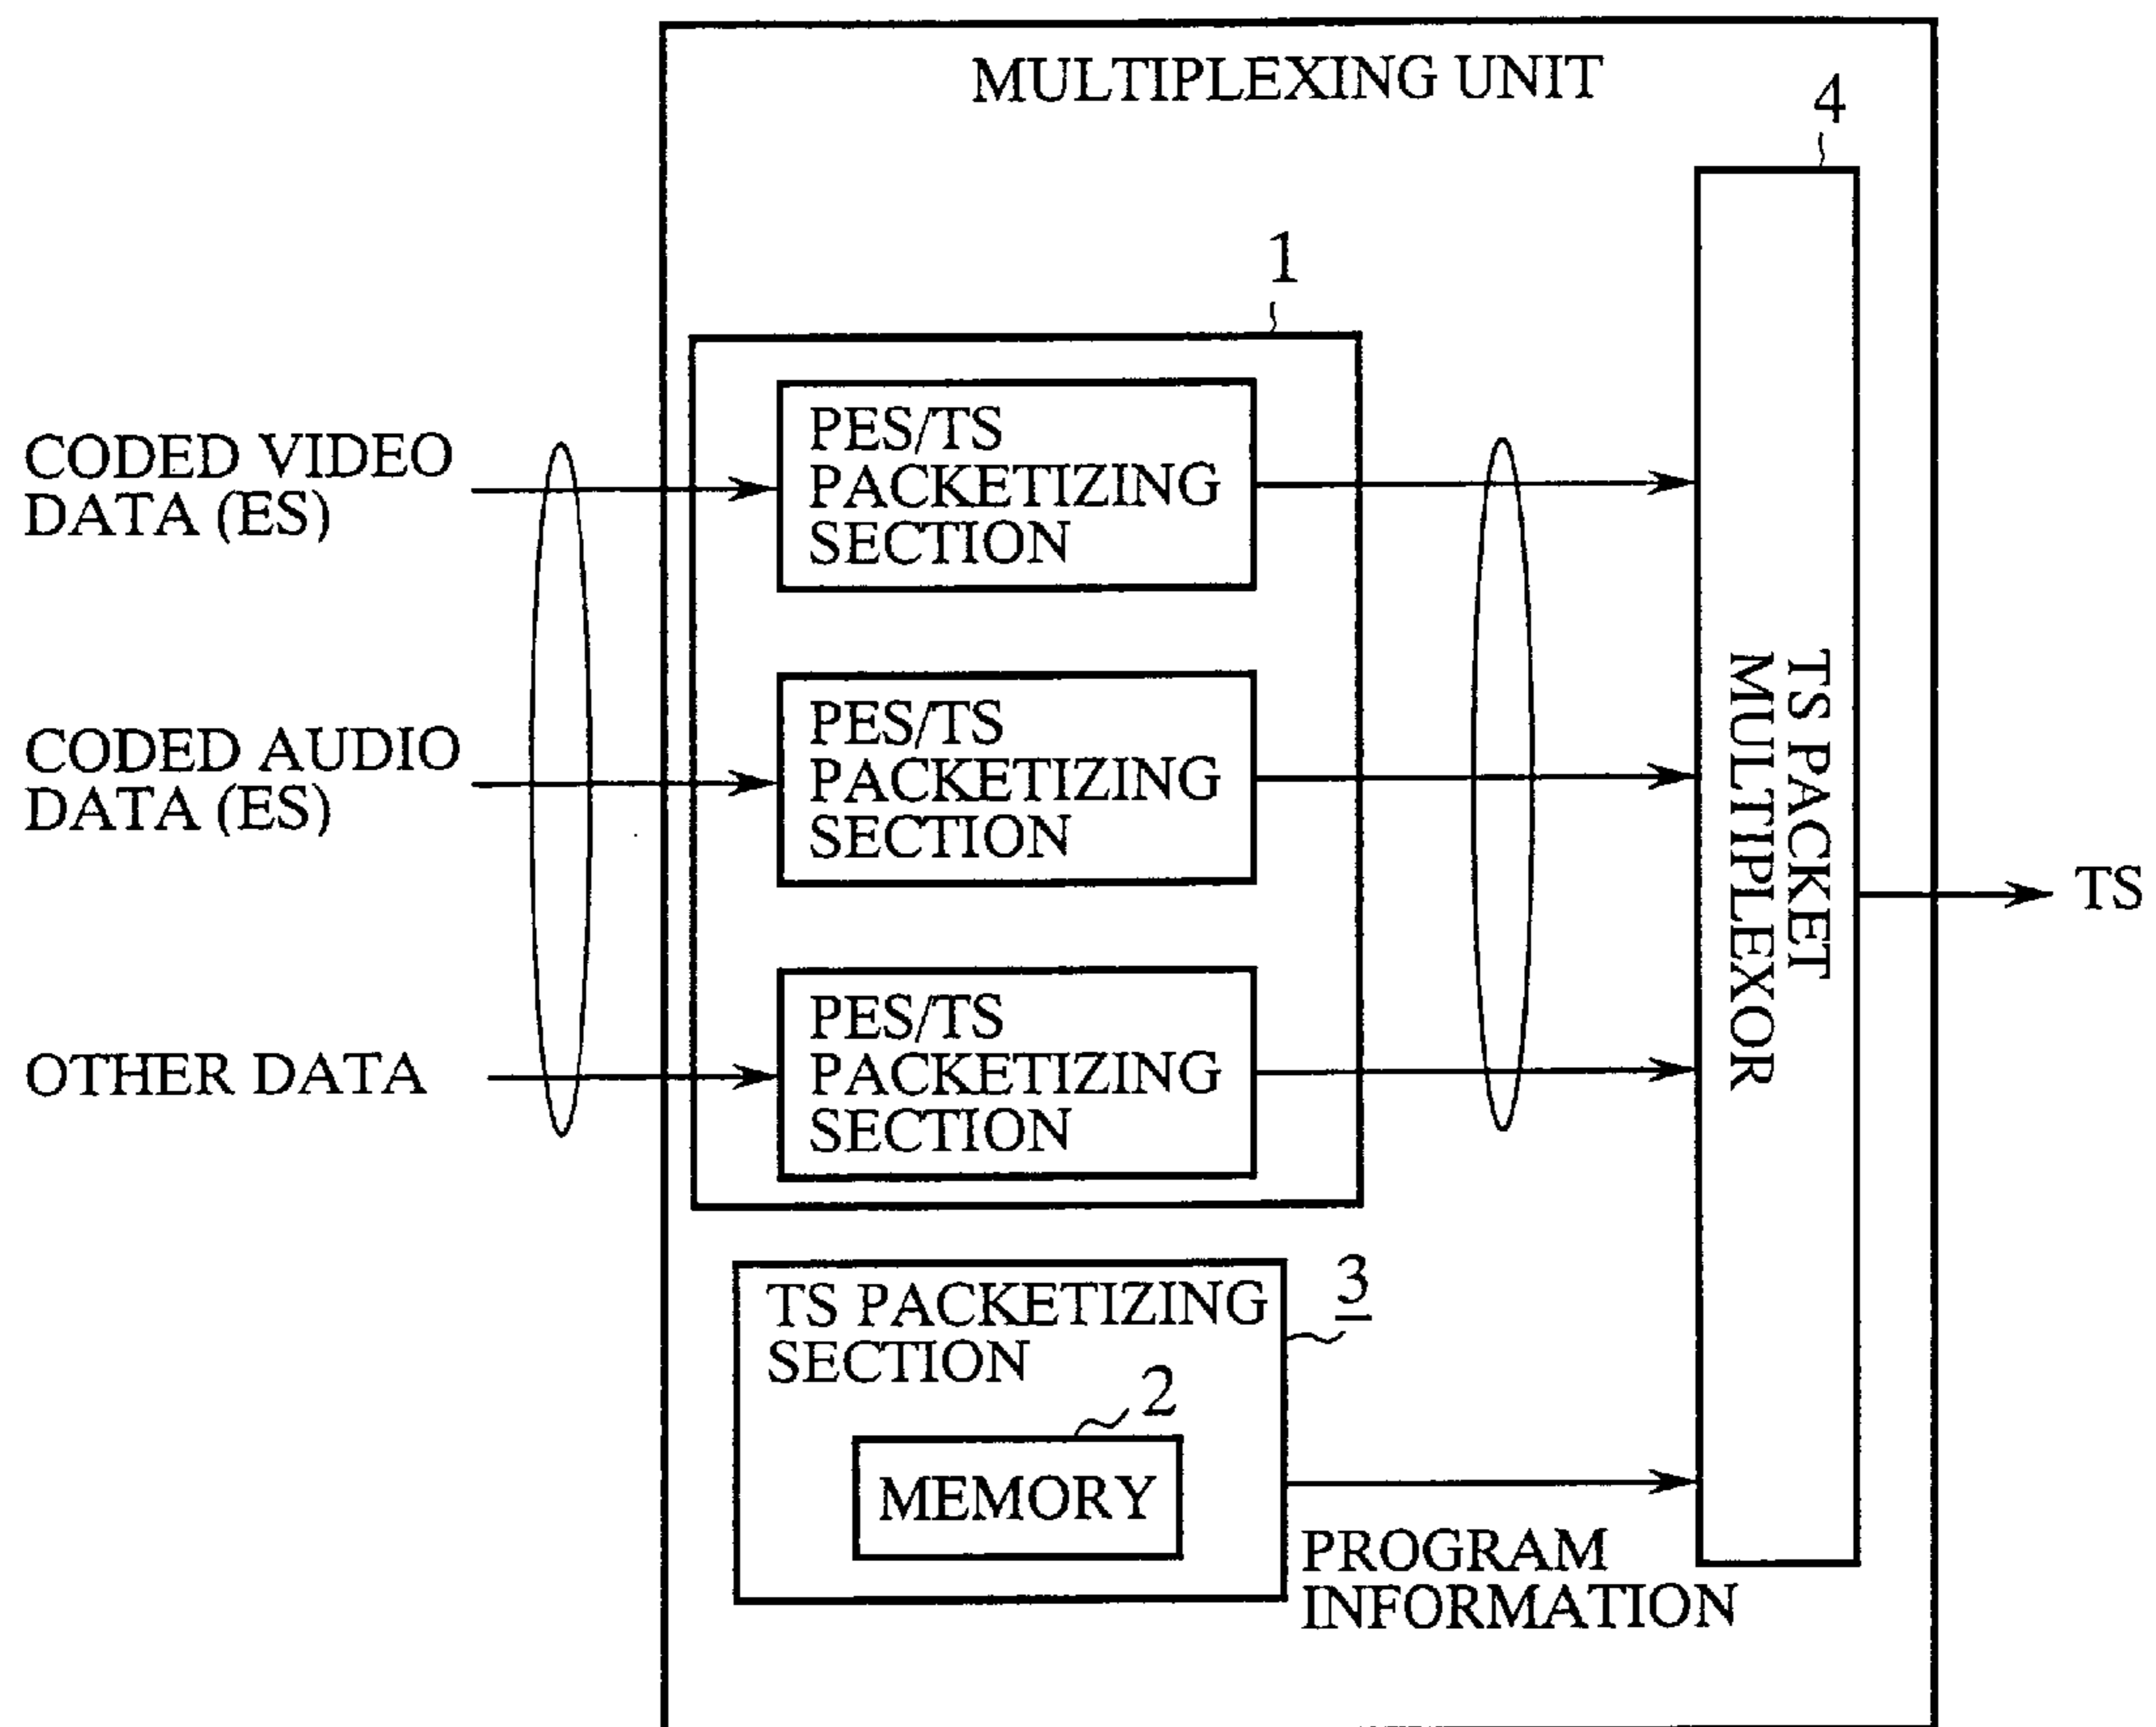 MULTIPLEXING UNIT
4
1
CODED VIDEO
DATA (ES)
PES/TS
PACKETIZING
SECTION
CODED AUDIO
DATA (ES)
PES/TS
PACKETIZING
SECTION
OTHER DATA
PES/TS
PACKETIZING
SECTION
TS PACKET
MULTIPLEXOR
TS
TS PACKETIZING
SECTION
3
2
MEMORY
PROGRAM
INFORMATION